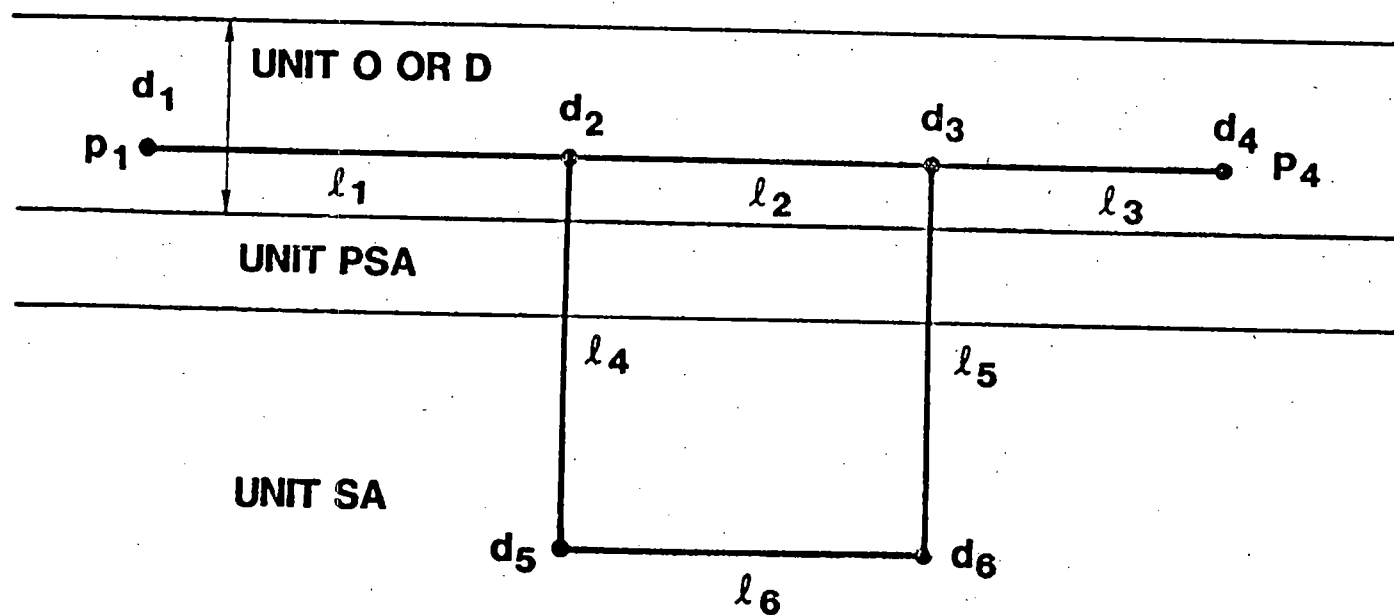 UNIT O OR D
d1
d2
d3
d4
p1
P4
ℓ1
ℓ2
ℓ3
UNIT PSA
ℓ4
ℓ5
UNIT SA
d5
d6
ℓ6